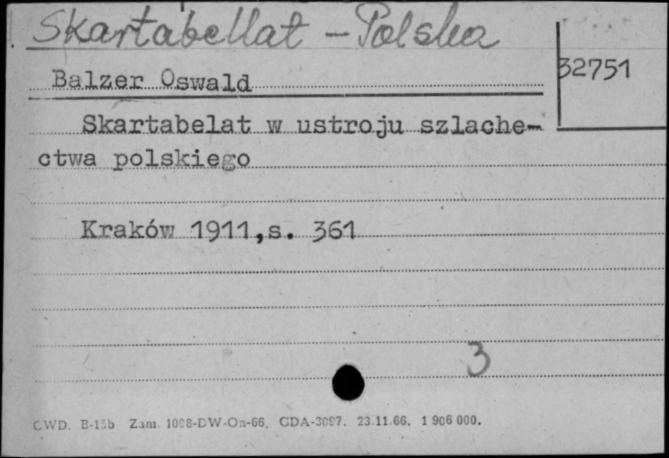 Skartabellat - Polska
32751
Balzer Oswald
Skartabelat w ustroju szlache-
ctwa polskiego
Kraków 1911,s. 361
3
CWD. B-15b Zam. 1098-DW-On-66. GDA-3097. 23.11.66. 1 906 000.